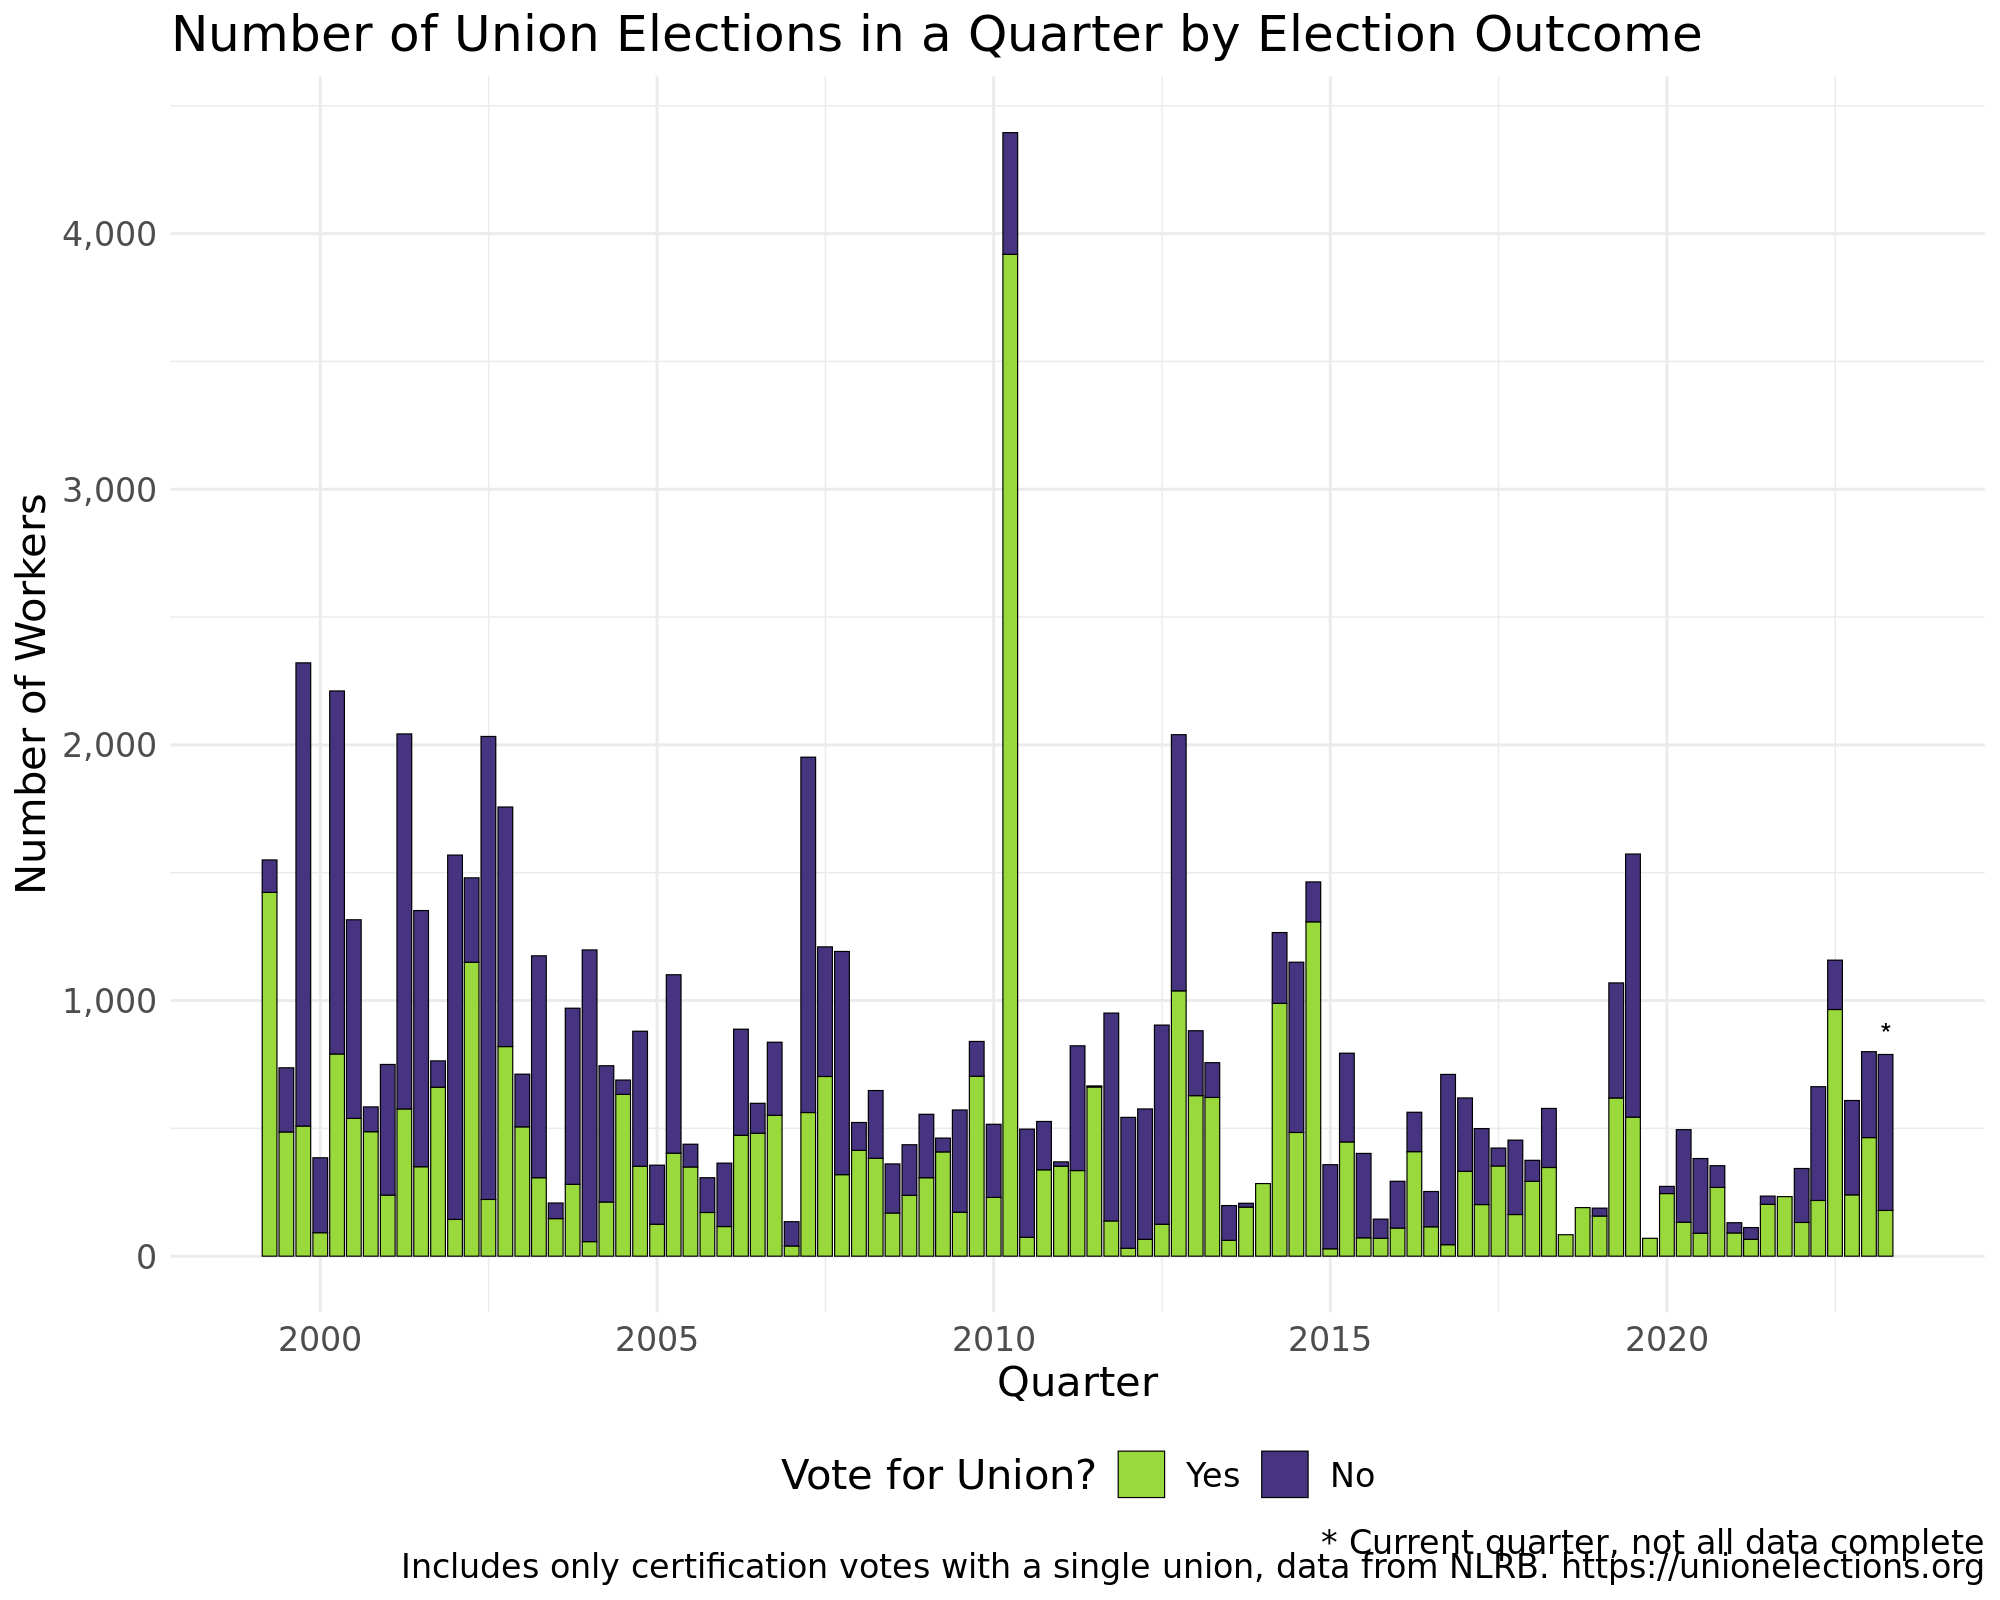 Number of Union Elections in a Quarter by Election Outcome
Number of Workers
4,000
3,000
2,000
1,000
0
*
2000 2005 2010 2015 2020
Quarter
Vote for Union? Yes No
* Current quarter, not all data complete
Includes only certification votes with a single union, data from NLRB. https://unionelections.org